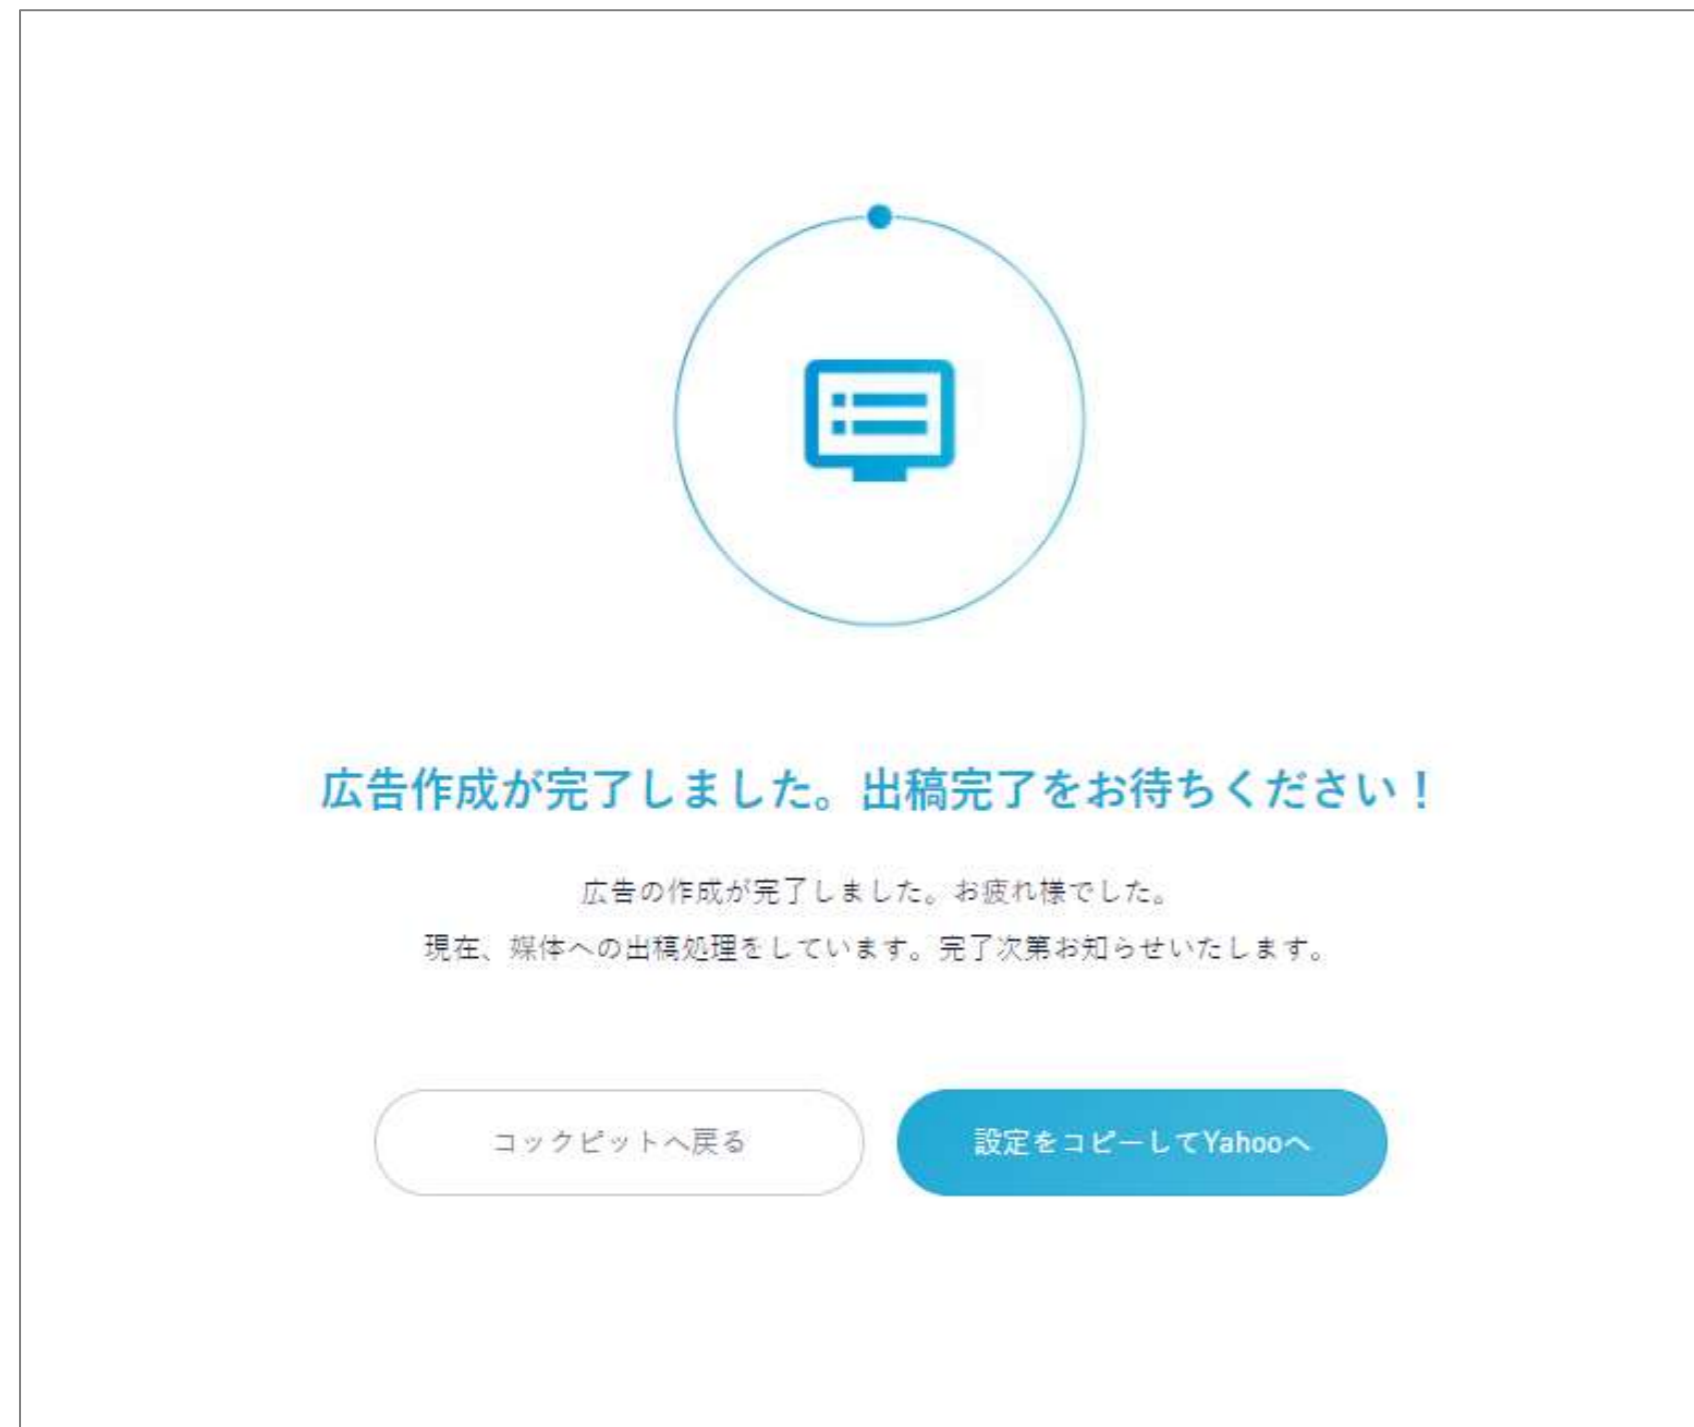 広告作成が完了しました。出稿完了をお待ちください！
広告の作成が完了しました。お疲れ様でした。
現在、媒体への出稿処理をしています。完了次第お知らせいたします。
コックピットへ戻る
設定をコピーしてYahooへ